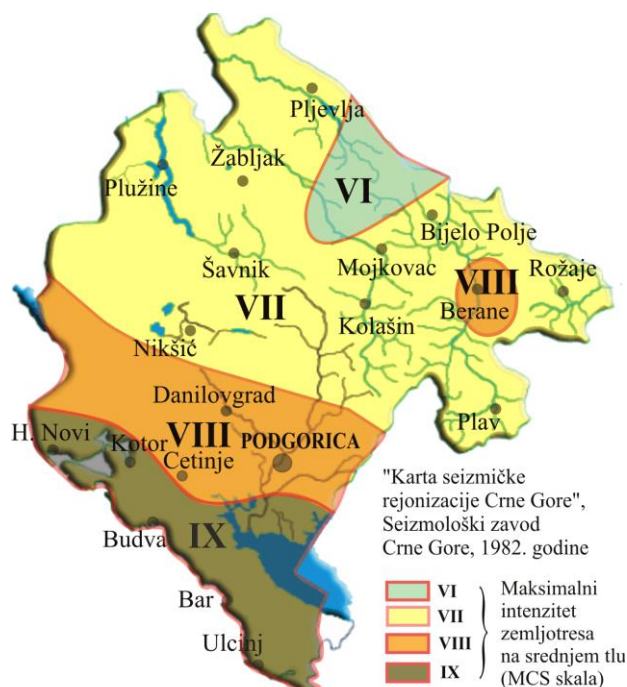 Pljevlja
Žabljak
VI
Plužine
Bijelo Polje
Šavnik
Mojkovac
VIII
Rožaje
VII
Berane
Kolašin
Nikšić
Danilovgrad
Plav
H. Novi
VIII
PODGORICA
Kotor
Cetinje
Budva
IX
Bar
Ulcinj
"Karta seizmičke
rejonizacije Crne Gore",
Seizmološki zavod
Crne Gore, 1982. godine
VI
VII
VIII
IX
Maksimalni
intenzitet
zemljotresa
na srednjem tlu
(MCS skala)